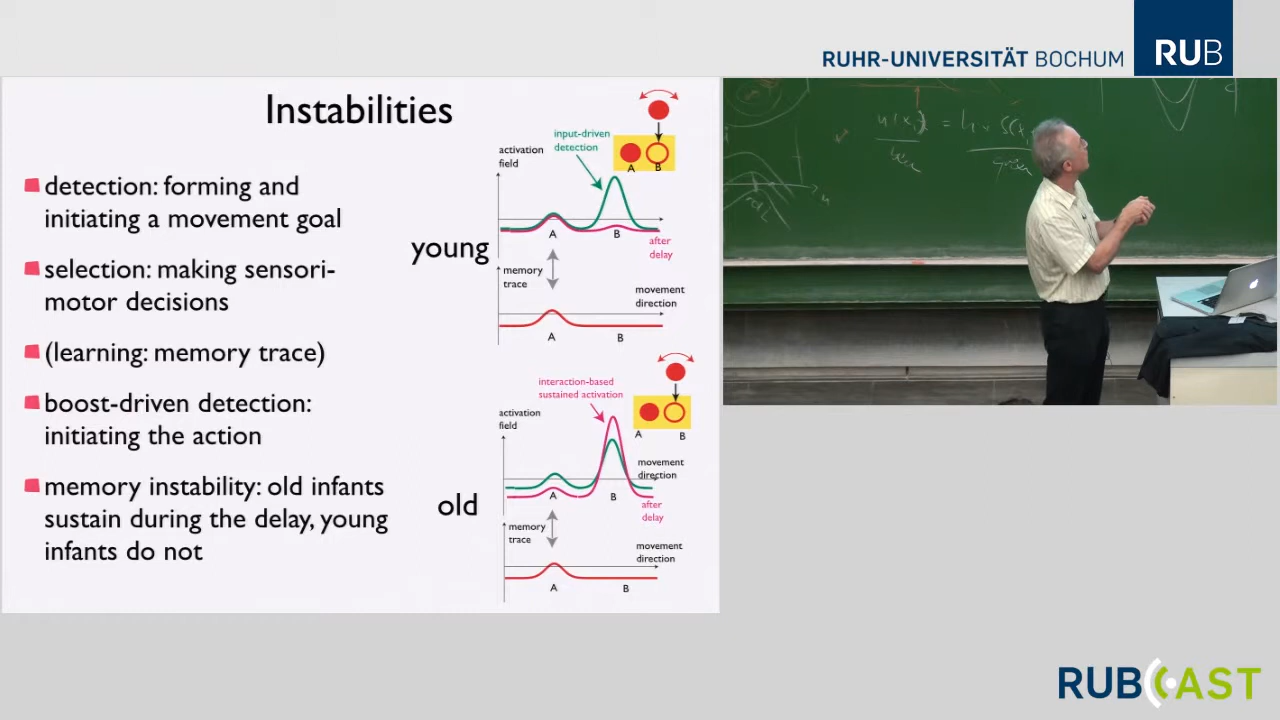 RUHR-UNIVERSITÄT BOCHUM
RUB
Instabilities
detection: forming and
initiating a movement goal
selection: making sensori-
motor decisions
(learning: memory trace)
boost-driven detection:
initiating the action
memory instability: old infants
sustain during the delay, young
infants do not
young
activation
field
input-driven
detection
A
B
A
B
after
delay
memory
trace
movement
direction
A
B
old
interaction-based
sustained activation
activation
field
A
B
movement
direction
A
B
after
delay
memory
trace
movement
direction
A
B
RUBCAST